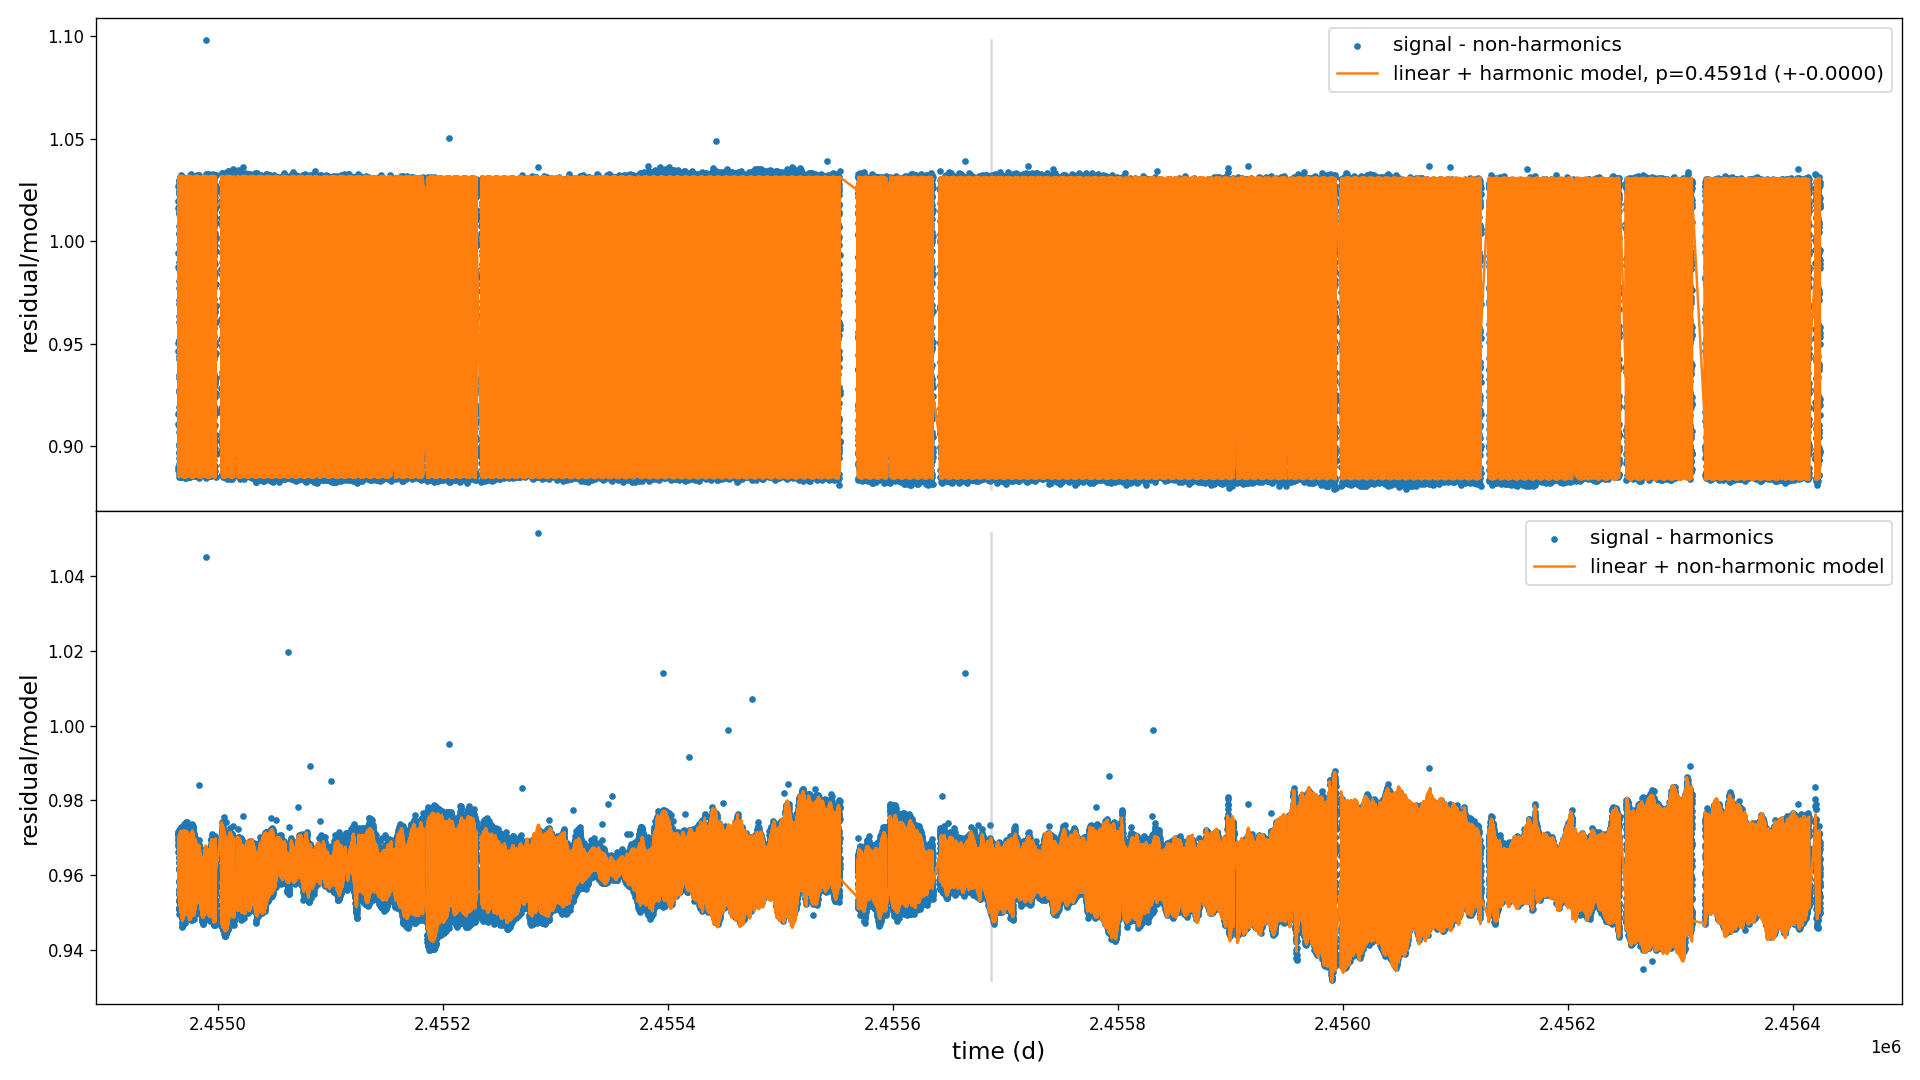 1.10
1.05
1.00
0.95
0.90
residual/model
signal - non-harmonics
linear + harmonic model, p=0.4591d (+-0.0000)
1.04
1.02
1.00
0.98
0.96
0.94
residual/model
signal - harmonics
linear + non-harmonic model
2.4550 2.4552 2.4554 2.4556 2.4558 2.4560 2.4562 2.4564
1e6
time (d)